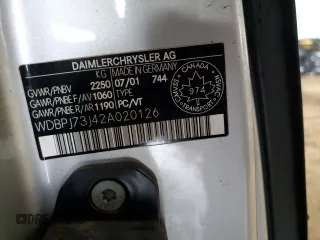 DAIMLERCHRYSLER AG
KG MADE IN GERMANY
GVWR/PNBV 2250 07/01 744
GAWR/PNBE F/AV 1060 TYPE
GAWR/PNBE R/AR 1190 PC/VT
WDBPJ73J42A020126
CANADA
974
TRANSPORT